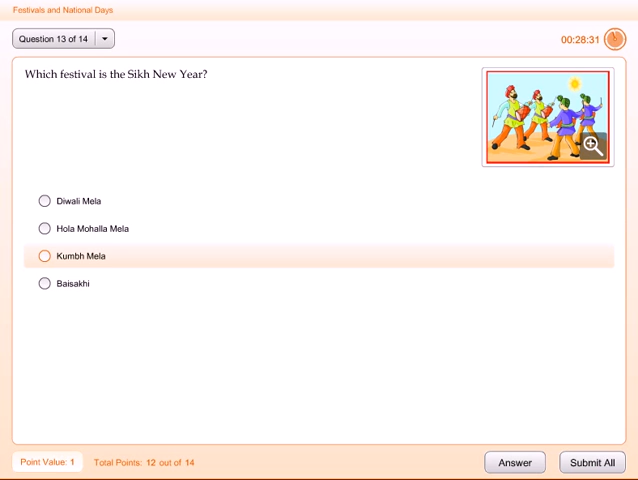 Festivals and National Days
Question 13 of 14
00:28:31
Which festival is the Sikh New Year?
Diwali Mela
Hola Mohalla Mela
Kumbh Mela
Baisakhi
Point Value: 1 Total Points: 12 out of 14
Answer
Submit All